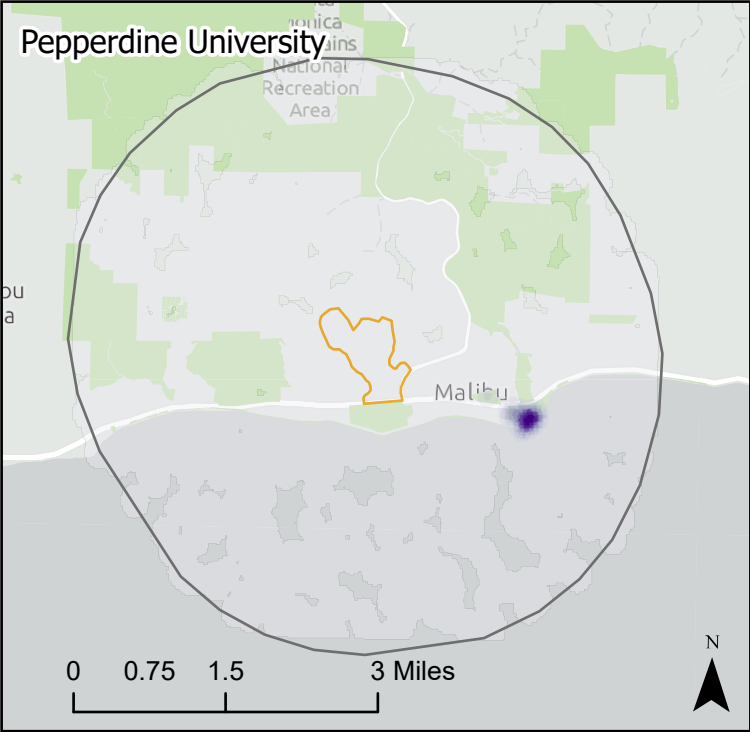 Pepperdine University
National
Recreation
Area
Malibu
N
0 0.75 1.5 3 Miles